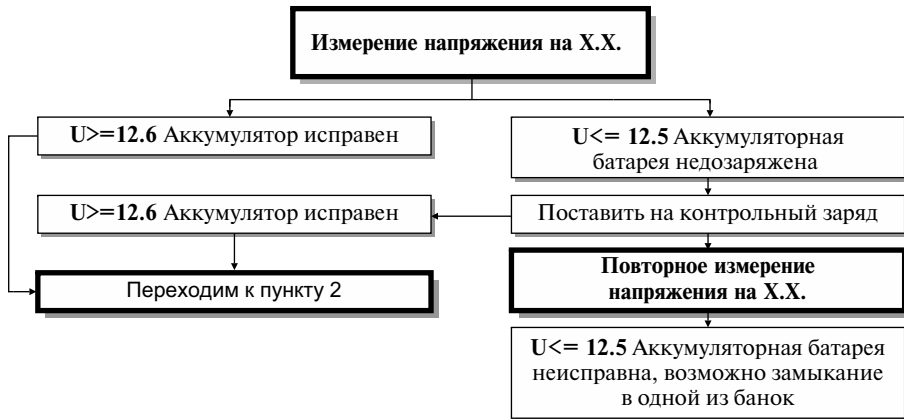 Измерение напряжения на Х.Х.
U>=12.6 Аккумулятор исправен
U<= 12.5 Аккумуляторная
батарея недозаряжена
U>=12.6 Аккумулятор исправен
Поставить на контрольный заряд
Переходим к пункту 2
Повторное измерение
напряжения на Х.Х.
U<= 12.5 Аккумуляторная батарея
неисправна, возможно замыкание
в одной из банок